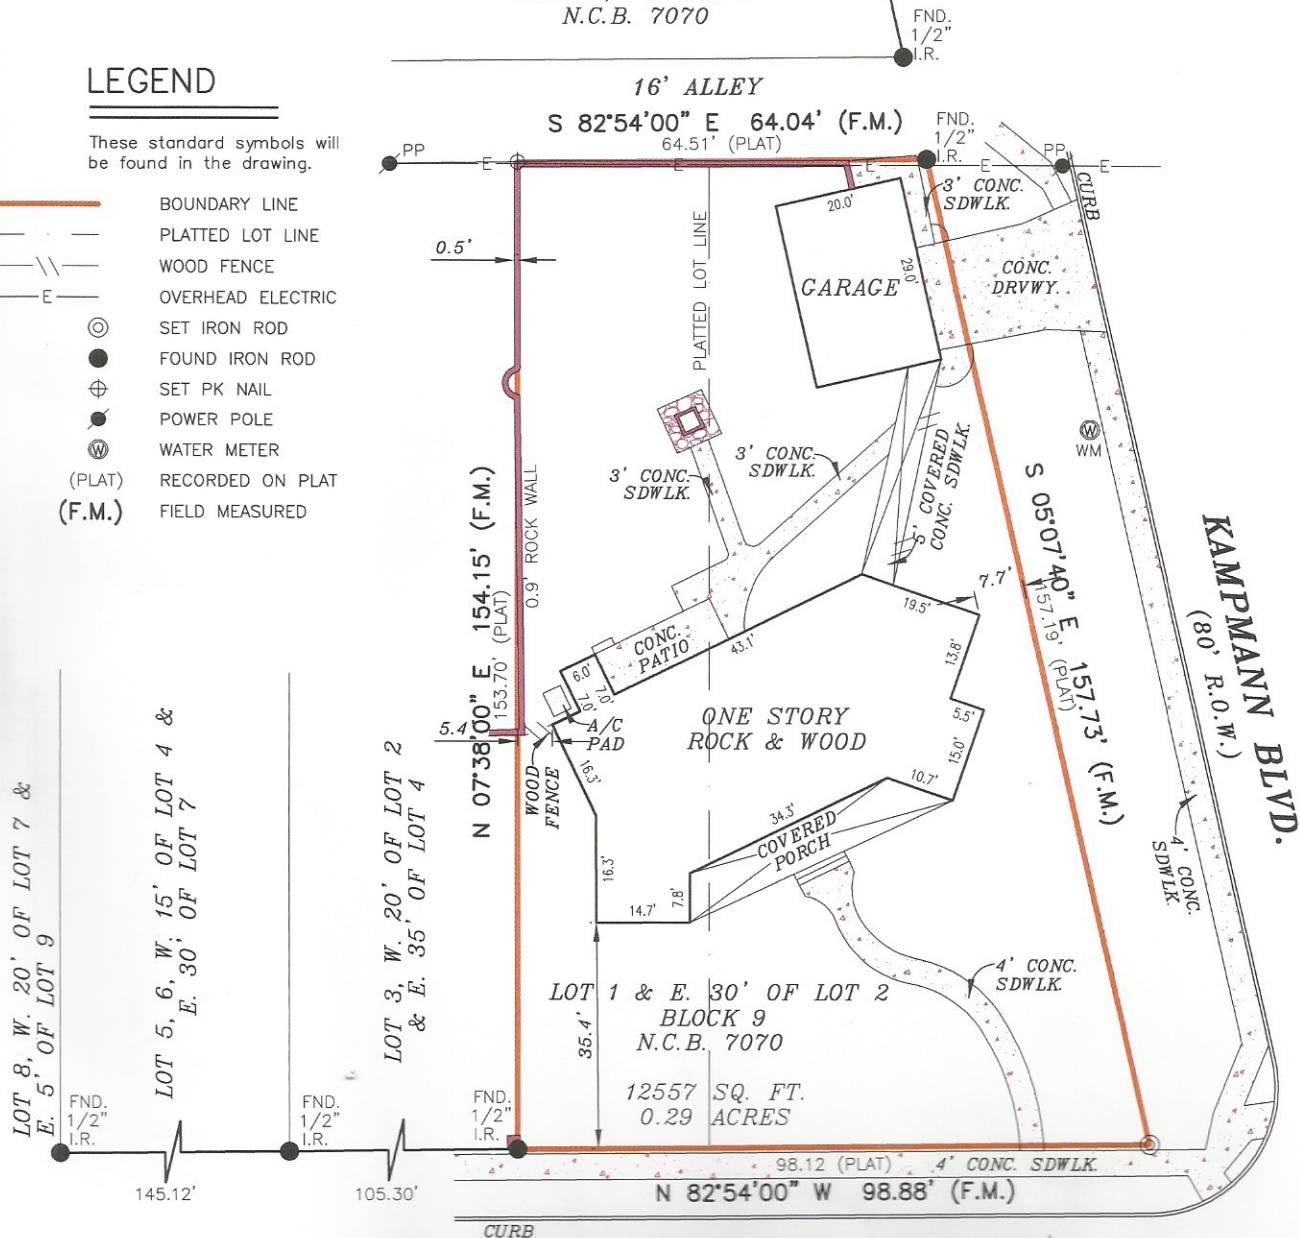 N.C.B. 7070
FND.
1/2"
I.R.
LEGEND
These standard symbols will
be found in the drawing.
BOUNDARY LINE
PLATTED LOT LINE
WOOD FENCE
E
OVERHEAD ELECTRIC
SET IRON ROD
FOUND IRON ROD
SET PK NAIL
POWER POLE
W
WATER METER
(PLAT)
RECORDED ON PLAT
(F.M.)
FIELD MEASURED
16' ALLEY
S 82°54'00" E 64.04' (F.M.)
64.51' (PLAT)
FND.
1/2"
I.R.
PP
E
E
E
E
PP
E
CURB
3' CONC.
SDWLK.
20.0'
29.0'
GARAGE
CONC.
DRVWY.
0.5'
PLATTED LOT LINE
W
WM
3' CONC.
SDWLK.
3' CONC.
SDWLK.
5' COVERED
CONC. SDWLK.
0.9' ROCK WALL
N 07°38'00" E 154.15' (F.M.)
153.70' (PLAT)
S 05°07'40" E 157.73' (F.M.)
157.19' (PLAT)
KAMPMANN BLVD.
(80' R.O.W.)
7.7'
19.5'
13.8'
5.5'
15.0'
10.7'
43.1'
CONC.
PATIO
6.0'
7.0'
7.0'
A/C
PAD
5.4'
WOOD
FENCE
16.3'
ONE STORY
ROCK & WOOD
34.3'
COVERED
PORCH
16.3'
14.7'
7.8'
4' CONC.
SDWLK.
4' CONC.
SDWLK.
35.4'
LOT 1 & E. 30' OF LOT 2
BLOCK 9
N.C.B. 7070
12557 SQ. FT.
0.29 ACRES
LOT 8, W. 20' OF LOT 7 &
E. 5' OF LOT 9
LOT 5, 6, W. 15' OF LOT 4 &
E. 30' OF LOT 7
LOT 3, W. 20' OF LOT 2
& E. 35' OF LOT 4
FND.
1/2"
I.R.
FND.
1/2"
I.R.
FND.
1/2"
I.R.
145.12'
105.30'
98.12 (PLAT)
4' CONC. SDWLK.
N 82°54'00" W 98.88' (F.M.)
CURB